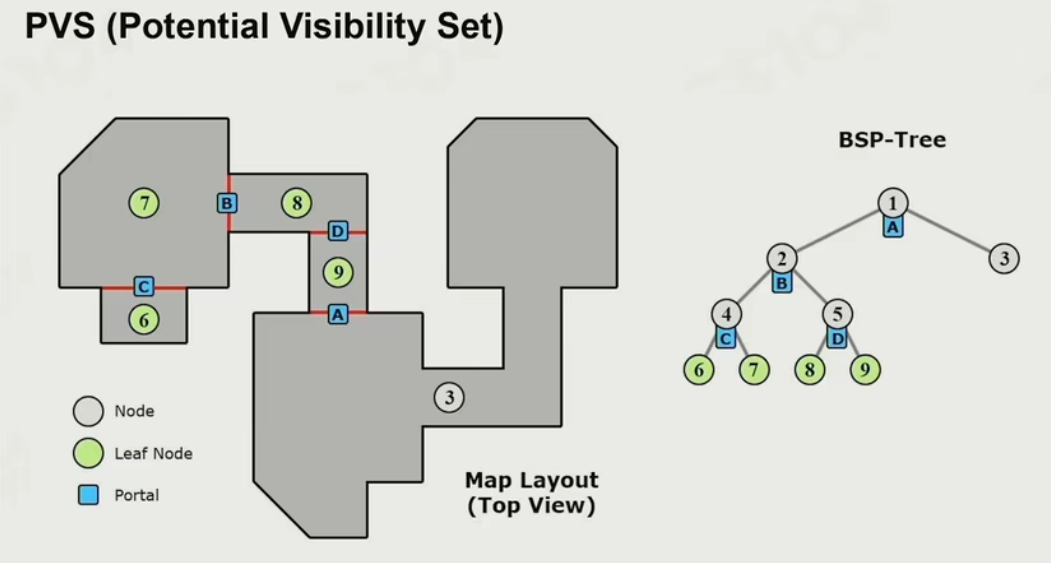 PVS (Potential Visibility Set)
BSP-Tree
7
B
8
D
9
C
6
A
3
1
A
2
B
3
4
C
5
D
6
7
8
9
Node
Leaf Node
Portal
Map Layout
(Top View)